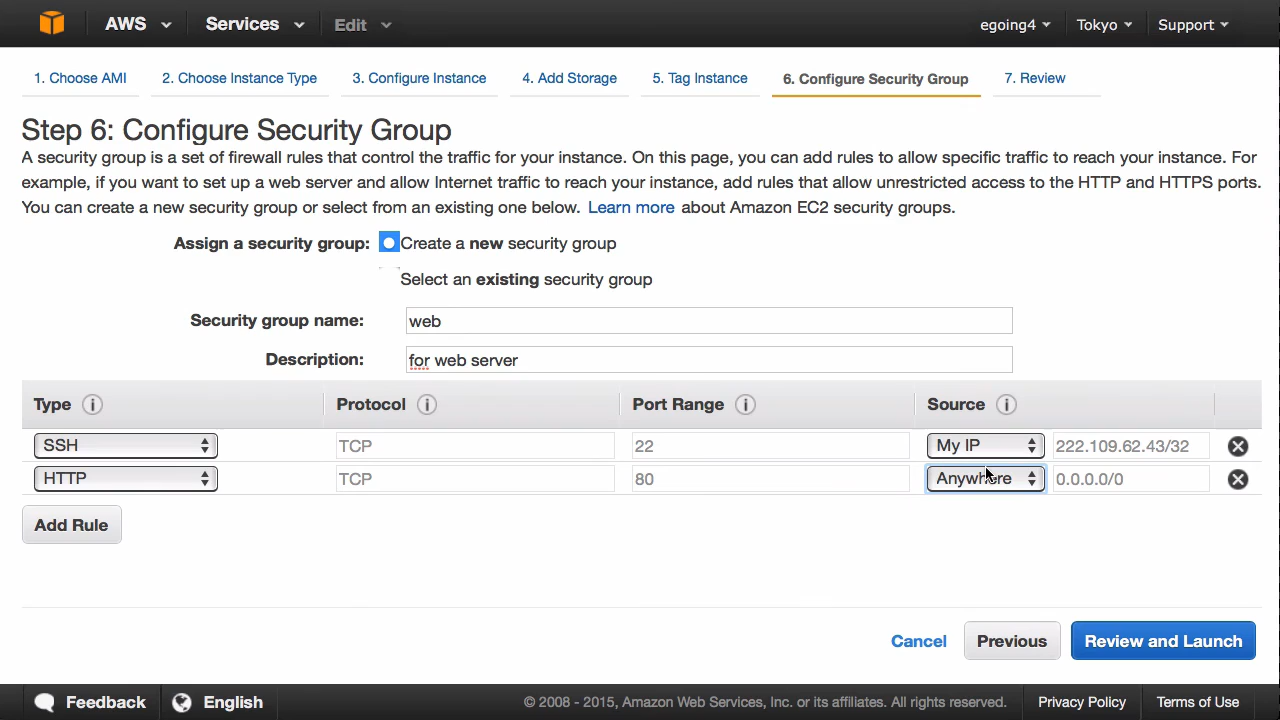 AWS Services Edit egoing4 Tokyo Support
1. Choose AMI 2. Choose Instance Type 3. Configure Instance 4. Add Storage 5. Tag Instance 6. Configure Security Group 7. Review
Step 6: Configure Security Group
A security group is a set of firewall rules that control the traffic for your instance. On this page, you can add rules to allow specific traffic to reach your instance. For
example, if you want to set up a web server and allow Internet traffic to reach your instance, add rules that allow unrestricted access to the HTTP and HTTPS ports.
You can create a new security group or select from an existing one below. Learn more about Amazon EC2 security groups.
Assign a security group: Create a new security group
Select an existing security group
Security group name: web
Description: for web server
Type Protocol Port Range Source
SSH TCP 22 My IP 222.109.62.43/32
HTTP TCP 80 Anywhere 0.0.0.0/0
Add Rule
Cancel Previous Review and Launch
Feedback English © 2008 - 2015, Amazon Web Services, Inc. or its affiliates. All rights reserved. Privacy Policy Terms of Use